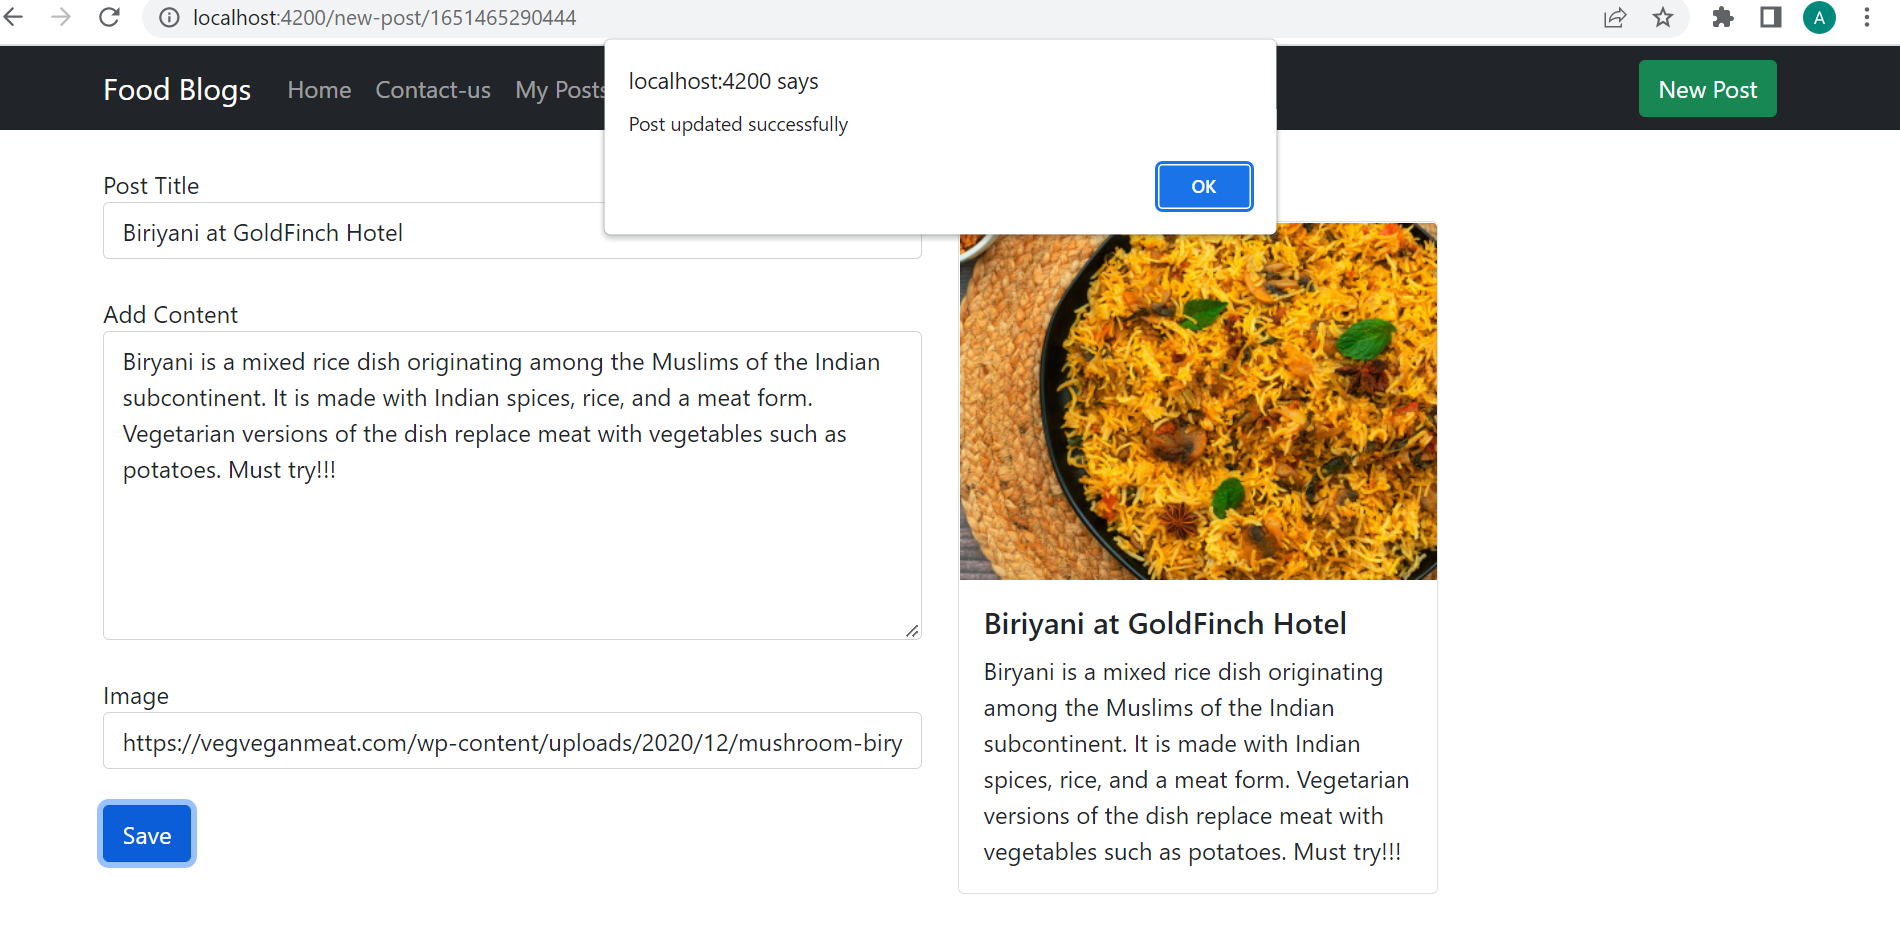 localhost:4200/new-post/1651465290444
A
localhost:4200 says
Post updated successfully
OK
Food Blogs Home Contact-us My Posts
New Post
Post Title
Biriyani at GoldFinch Hotel
Add Content
Biryani is a mixed rice dish originating among the Muslims of the Indian
subcontinent. It is made with Indian spices, rice, and a meat form.
Vegetarian versions of the dish replace meat with vegetables such as
potatoes. Must try!!!
Image
https://vegveganmeat.com/wp-content/uploads/2020/12/mushroom-biry
Save
Biriyani at GoldFinch Hotel
Biryani is a mixed rice dish originating
among the Muslims of the Indian
subcontinent. It is made with Indian
spices, rice, and a meat form. Vegetarian
versions of the dish replace meat with
vegetables such as potatoes. Must try!!!